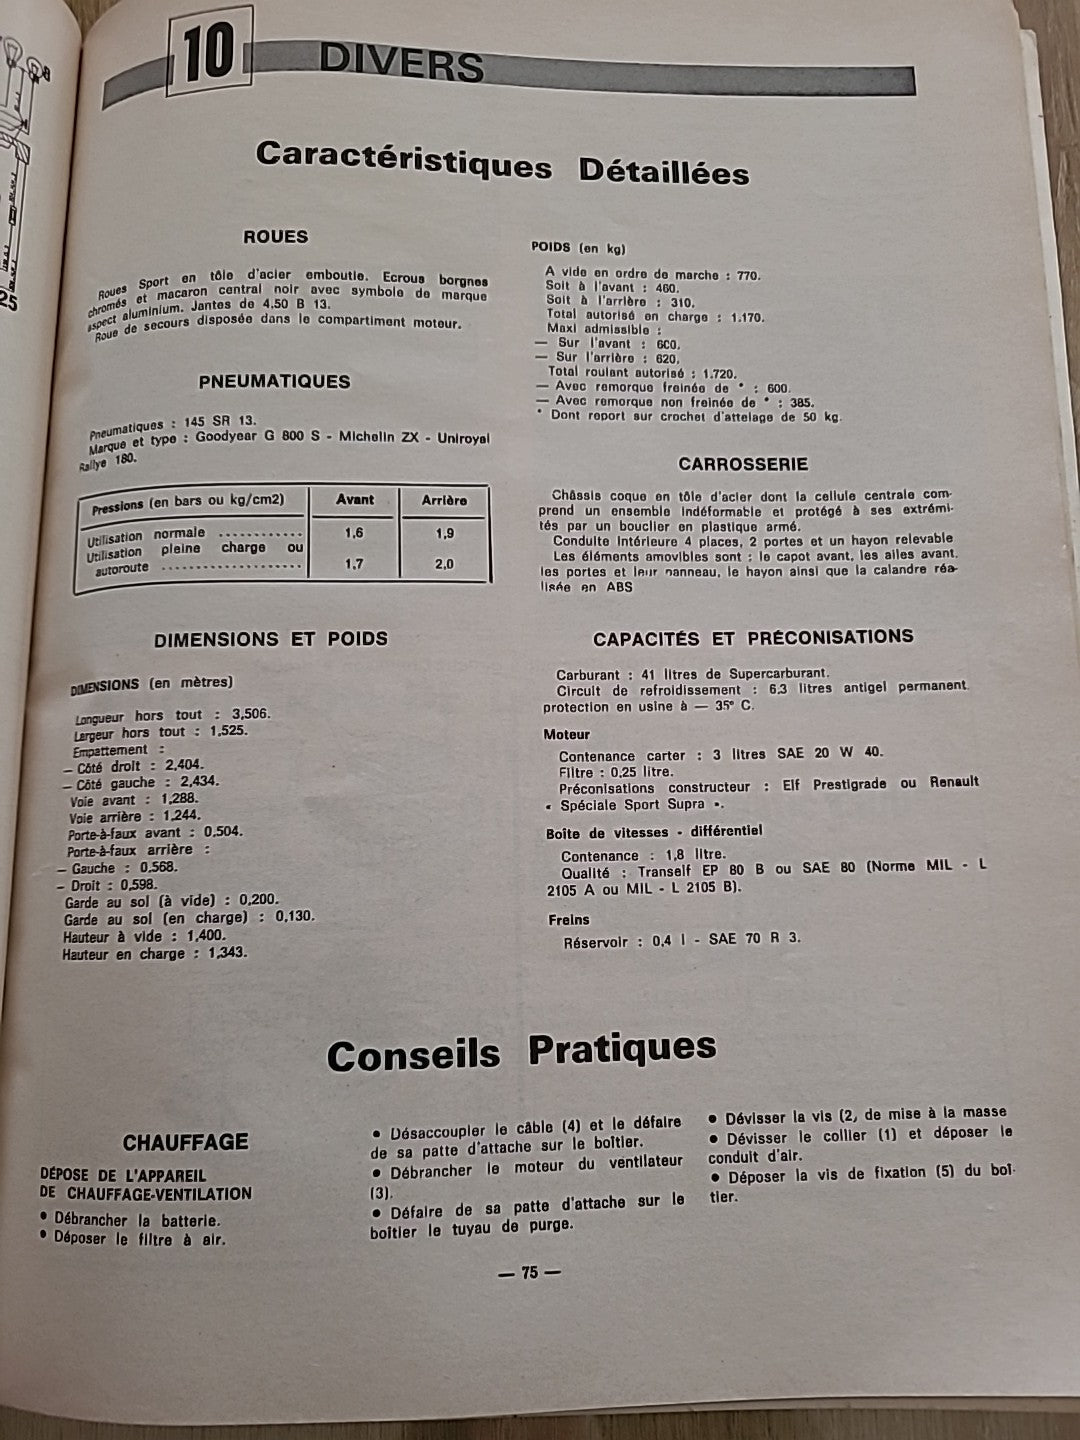 8
25
10 DIVERS
Caractéristiques Détaillées
ROUES
Roues Sport en tôle d'acier emboutie. Ecrous borgnes
chromés et macaron central noir avec symbole de marque
aspect aluminium. Jantes de 4,50 B 13.
Roue de secours disposée dans le compartiment moteur.
PNEUMATIQUES
Pneumatiques : 145 SR 13.
Marque et type : Goodyear G 800 S - Michelin ZX - Uniroyal
Rallye 180.
Pressions (en bars ou kg/cm2) Avant Arrière
Utilisation normale ............ 1,6 1,9
Utilisation pleine charge ou
autoroute .................... 1,7 2,0
DIMENSIONS ET POIDS
DIMENSIONS (en mètres)
Longueur hors tout : 3,506.
Largeur hors tout : 1,525.
Empattement :
— Côté droit : 2,404.
— Côté gauche : 2,434.
Voie avant : 1,288.
Voie arrière : 1,244.
Porte-à-faux avant : 0,504.
Porte-à-faux arrière :
— Gauche : 0,568.
— Droit : 0,598.
Garde au sol (à vide) : 0,200.
Garde au sol (en charge) : 0,130.
Hauteur à vide : 1,400.
Hauteur en charge : 1,343.
POIDS (en kg)
A vide en ordre de marche : 770.
Soit à l'avant : 460.
Soit à l'arrière : 310.
Total autorisé en charge : 1.170.
Maxi admissible :
— Sur l'avant : 600.
— Sur l'arrière : 620.
Total roulant autorisé : 1.720.
— Avec remorque freinée de * : 600.
— Avec remorque non freinée de * : 385.
* Dont report sur crochet d'attelage de 50 kg.
CARROSSERIE
Châssis coque en tôle d'acier dont la cellule centrale com-
prend un ensemble indéformable et protégé à ses extrémi-
tés par un bouclier en plastique armé.
Conduite Intérieure 4 places, 2 portes et un hayon relevable
Les éléments amovibles sont : le capot avant, les ailes avant,
les portes et leur panneau, le hayon ainsi que la calandre réa-
lisée en ABS
CAPACITÉS ET PRÉCONISATIONS
Carburant : 41 litres de Supercarburant.
Circuit de refroidissement : 6,3 litres antigel permanent
protection en usine à — 35° C.
Moteur
Contenance carter : 3 litres SAE 20 W 40.
Filtre : 0,25 litre.
Préconisations constructeur : Elf Prestigrade ou Renault
« Spéciale Sport Supra ».
Boîte de vitesses - différentiel
Contenance : 1,8 litre.
Qualité : Tranself EP 80 B ou SAE 80 (Norme MIL - L
2105 A ou MIL - L 2105 B).
Freins
Réservoir : 0,4 l - SAE 70 R 3.
Conseils Pratiques
CHAUFFAGE
DÉPOSE DE L'APPAREIL
DE CHAUFFAGE-VENTILATION
• Débrancher la batterie.
• Déposer le filtre à air.
• Désaccoupler le câble (4) et le défaire
de sa patte d'attache sur le boîtier.
• Débrancher le moteur du ventilateur
(3).
• Défaire de sa patte d'attache sur le
boîtier le tuyau de purge.
• Dévisser la vis (2, de mise à la masse
• Dévisser le collier (1) et déposer le
conduit d'air.
• Déposer la vis de fixation (5) du boî-
tier.
— 75 —